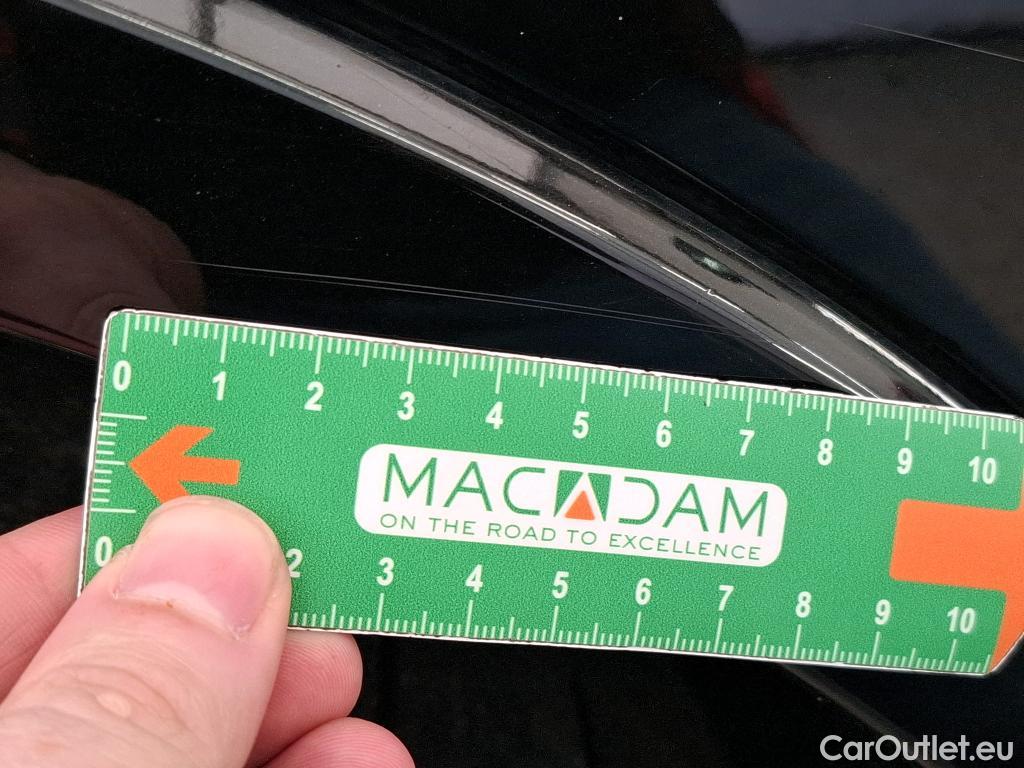 0 1 2 3 4 5 6 7 8 9 10
MACADAM
ON THE ROAD TO EXCELLENCE
0 2 3 4 5 6 7 8 9 10
CarOutlet.eu